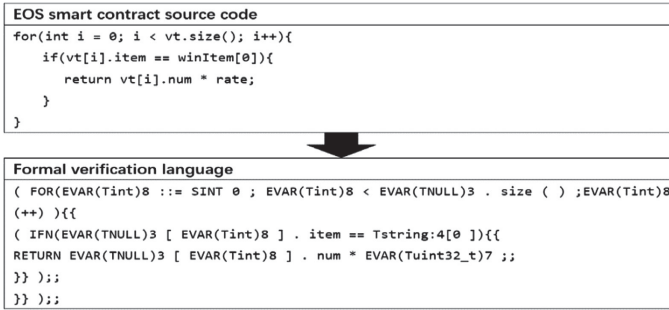 EOS smart contract source code
for(int i = 0; i < vt.size(); i++){
if(vt[i].item == winItem[0]){
return vt[i].num * rate;
}
}
Formal verification language
( FOR(EVAR(Tint)8 ::= SINT 0 ; EVAR(Tint)8 < EVAR(TNULL)3 . size ( ) ;EVAR(Tint)8
(++) ){{
( IFN(EVAR(TNULL)3 [ EVAR(Tint)8 ] . item == Tstring:4[0 ]){{
RETURN EVAR(TNULL)3 [ EVAR(Tint)8 ] . num * EVAR(Tuint32_t)7 ;;
}} );;
}} );;